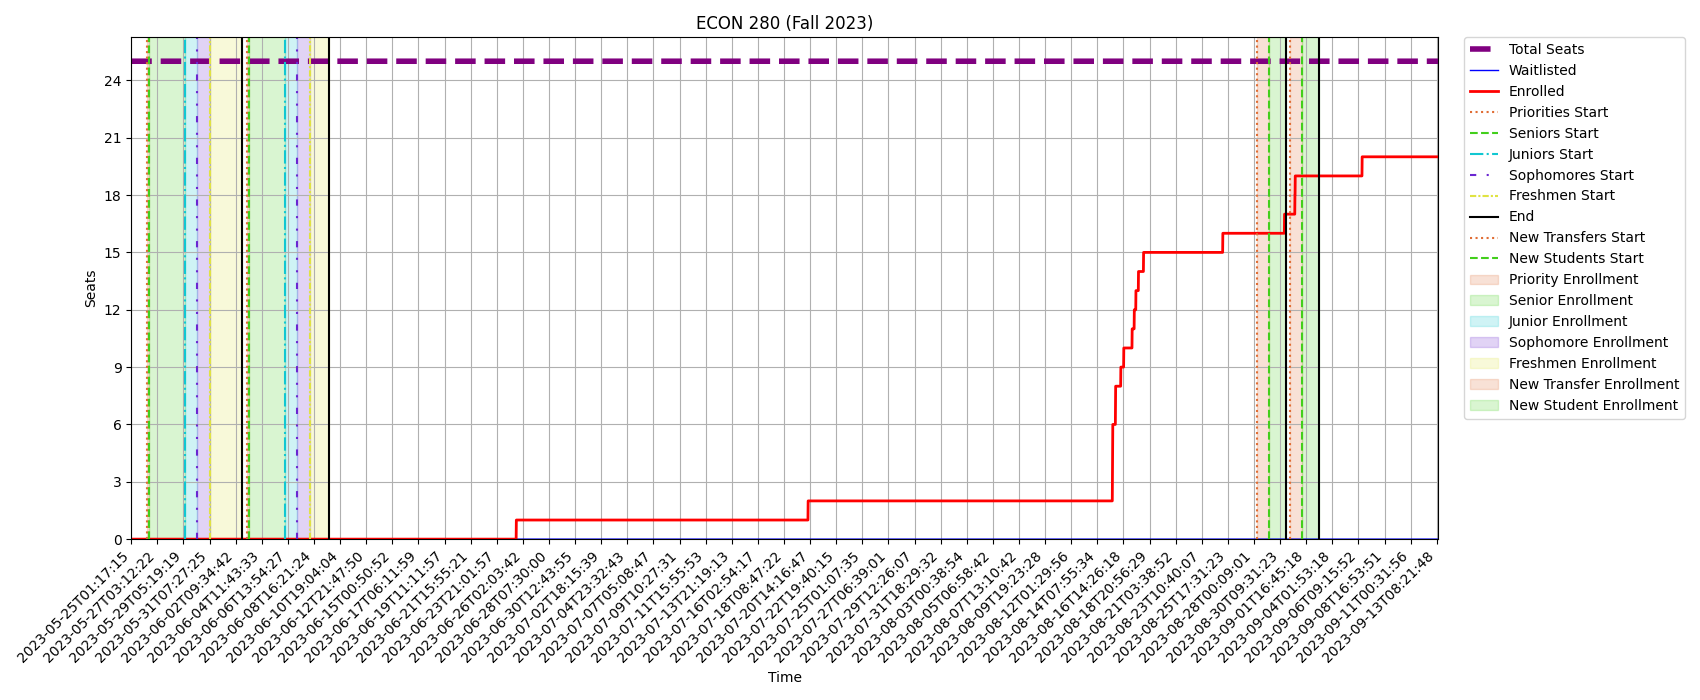 ECON 280 (Fall 2023)
Seats
24
21
18
15
12
9
6
3
0
2023-05-25T01:17:15
2023-05-27T03:12:22
2023-05-29T05:19:19
2023-05-31T07:27:25
2023-06-02T09:34:42
2023-06-04T11:43:33
2023-06-06T13:54:27
2023-06-08T16:21:24
2023-06-10T19:04:04
2023-06-12T21:47:50
2023-06-15T00:50:52
2023-06-17T06:11:59
2023-06-19T11:11:57
2023-06-21T15:55:21
2023-06-23T21:01:57
2023-06-26T02:03:42
2023-06-28T07:30:00
2023-06-30T12:43:55
2023-07-02T18:15:39
2023-07-04T23:32:43
2023-07-07T05:08:47
2023-07-09T10:27:31
2023-07-11T15:55:53
2023-07-13T21:19:13
2023-07-16T02:54:17
2023-07-18T08:47:22
2023-07-20T14:16:47
2023-07-22T19:40:15
2023-07-25T01:07:35
2023-07-27T06:39:01
2023-07-29T12:26:07
2023-07-31T18:29:32
2023-08-03T00:38:54
2023-08-05T06:58:42
2023-08-07T13:10:42
2023-08-09T19:23:28
2023-08-12T01:29:56
2023-08-14T07:55:34
2023-08-16T14:26:18
2023-08-18T20:56:29
2023-08-21T03:38:52
2023-08-23T10:40:07
2023-08-25T17:31:23
2023-08-28T00:09:01
2023-08-30T09:31:23
2023-09-01T16:45:18
2023-09-04T01:53:18
2023-09-06T09:15:52
2023-09-08T16:53:51
2023-09-11T00:31:56
2023-09-13T08:21:48
Time
Total Seats
Waitlisted
Enrolled
Priorities Start
Seniors Start
Juniors Start
Sophomores Start
Freshmen Start
End
New Transfers Start
New Students Start
Priority Enrollment
Senior Enrollment
Junior Enrollment
Sophomore Enrollment
Freshmen Enrollment
New Transfer Enrollment
New Student Enrollment